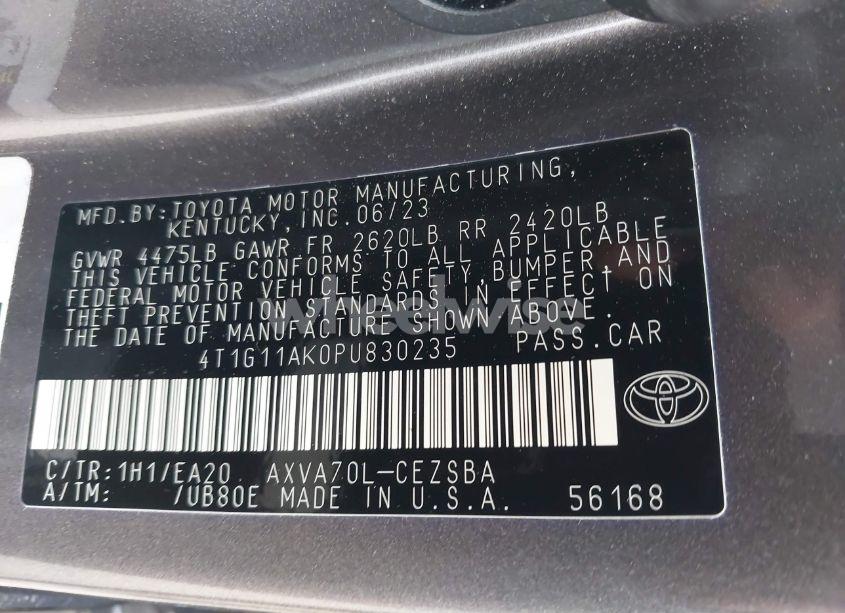 MFD.BY:TOYOTA MOTOR MANUFACTURING,
KENTUCKY, INC. 06/23
GVWR 4475LB GAWR FR 2620LB RR 2420LB
THIS VEHICLE CONFORMS TO ALL APPLICABLE
FEDERAL MOTOR VEHICLE SAFETY, BUMPER, AND
THEFT PREVENTION STANDARDS IN EFFECT ON
THE DATE OF MANUFACTURE SHOWN ABOVE.
4T1G11AK0PU830235 PASS.CAR
C/TR:1H1/EA20 AXVA70L-CEZSBA
A/TM: /UB80E MADE IN U.S.A. 56168
wheelwise